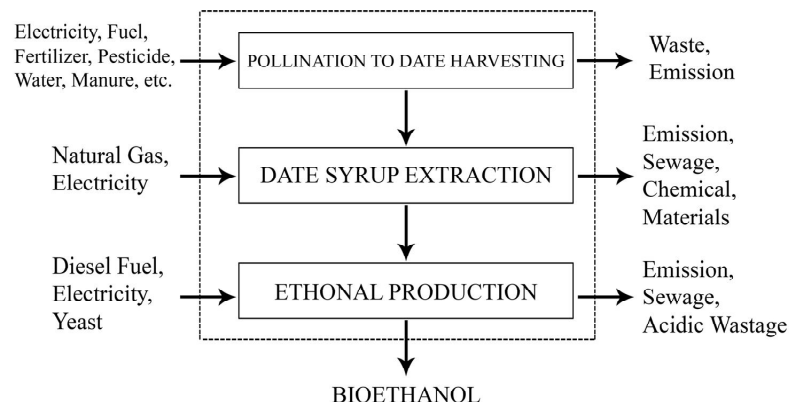 Electricity, Fuel,
Fertilizer, Pesticide,
Water, Manure, etc.
POLLINATION TO DATE HARVESTING
Waste,
Emission
Natural Gas,
Electricity
DATE SYRUP EXTRACTION
Emission,
Sewage,
Chemical,
Materials
Diesel Fuel,
Electricity,
Yeast
ETHONAL PRODUCTION
Emission,
Sewage,
Acidic Wastage
BIOETHANOL